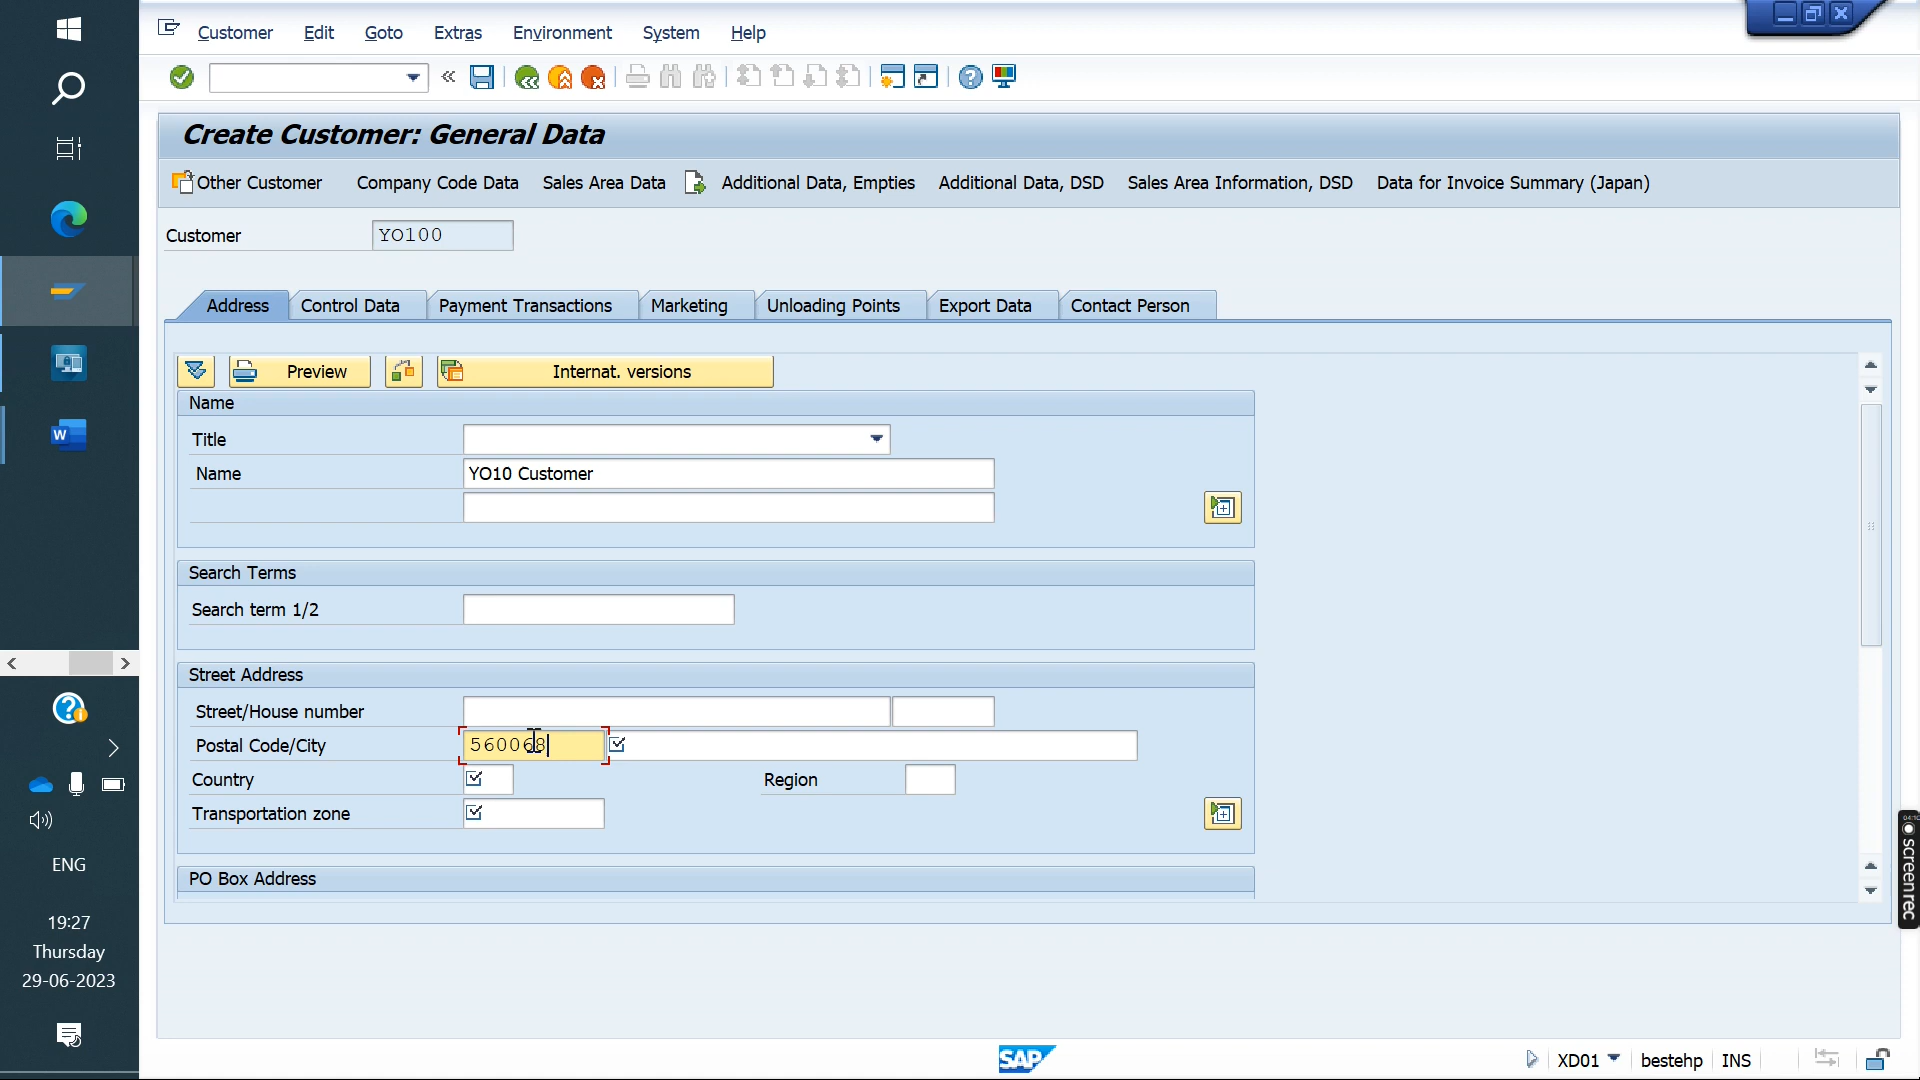 Customer Edit Goto Extras Environment System Help
Create Customer: General Data
Other Customer Company Code Data Sales Area Data Additional Data, Empties Additional Data, DSD Sales Area Information, DSD Data for Invoice Summary (Japan)
Customer YO100
Address Control Data Payment Transactions Marketing Unloading Points Export Data Contact Person
Preview Internat. versions
Name
Title
Name YO10 Customer
Search Terms
Search term 1/2
Street Address
Street/House number
Postal Code/City 560068
Country Region
Transportation zone
PO Box Address
W
ENG
19:27
Thursday
29-06-2023
screenrec
SAP XD01 bestehp INS